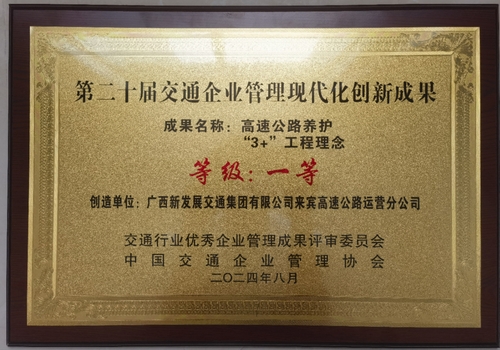 第二十届交通企业管理现代化创新成果
成果名称：高速公路养护
“3+”工程理念
等级：一等
创造单位：广西新发展交通集团有限公司来宾高速公路运营分公司
交通行业优秀企业管理成果评审委员会
中国交通企业管理协会
二〇二四年八月